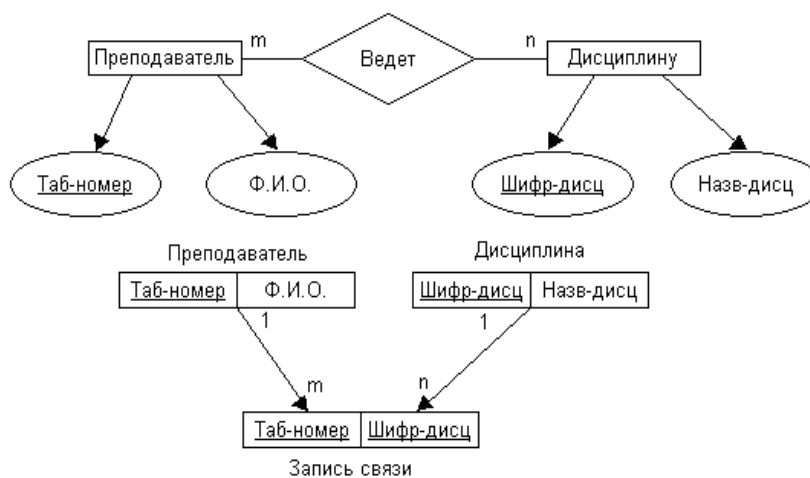 Преподаватель m Ведет n Дисциплину
Таб-номер Ф.И.О. Шифр-дисц Назв-дисц
Преподаватель Дисциплина
Таб-номер Ф.И.О. Шифр-дисц Назв-дисц
1 1
m n
Таб-номер Шифр-дисц
Запись связи